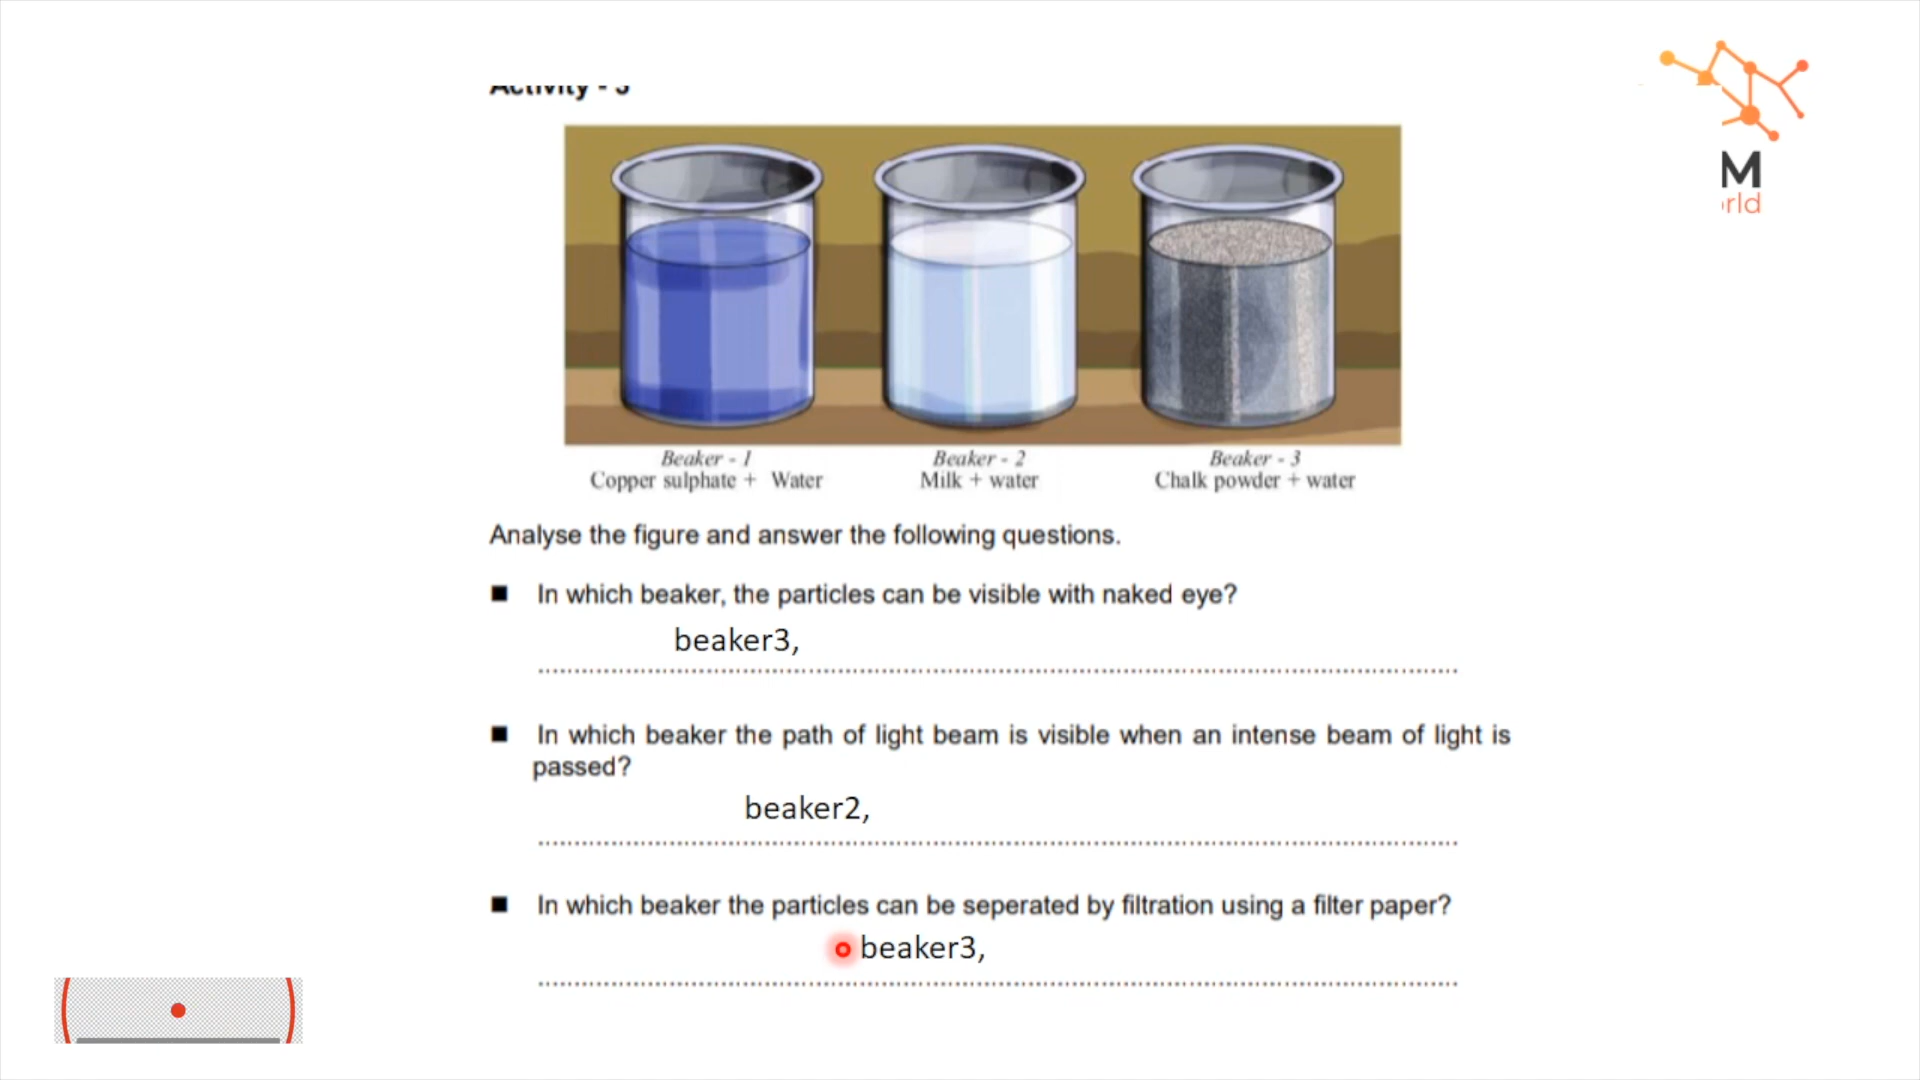 Activity - 3
M
rld
Beaker - 1
Copper sulphate + Water
Beaker - 2
Milk + water
Beaker - 3
Chalk powder + water
Analyse the figure and answer the following questions.
■ In which beaker, the particles can be visible with naked eye?
beaker3,
■ In which beaker the path of light beam is visible when an intense beam of light is
passed?
beaker2,
■ In which beaker the particles can be seperated by filtration using a filter paper?
beaker3,